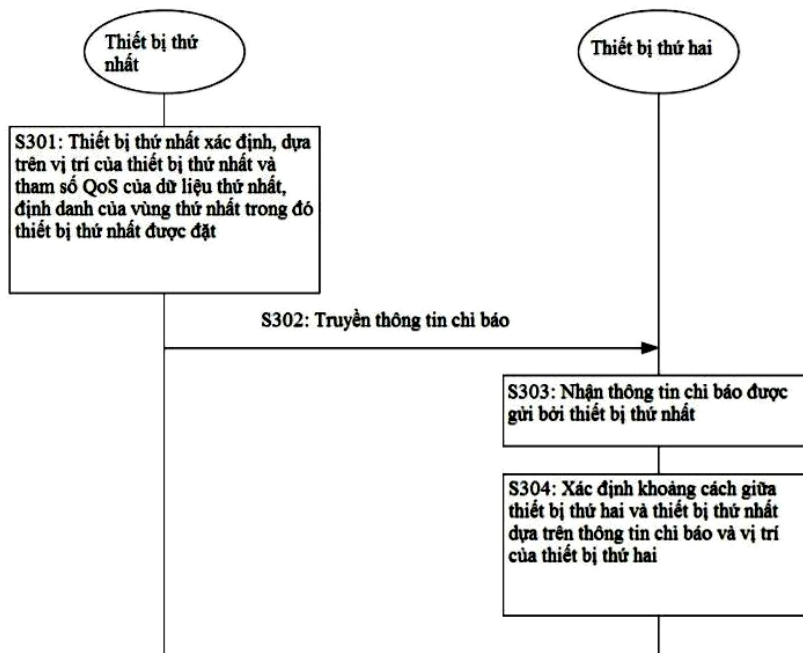 Thiết bị thứ
nhất
Thiết bị thứ hai
S301: Thiết bị thứ nhất xác định, dựa
trên vị trí của thiết bị thứ nhất và
tham số QoS của dữ liệu thứ nhất,
định danh của vùng thứ nhất trong đó
thiết bị thứ nhất được đặt
S302: Truyền thông tin chỉ báo
S303: Nhận thông tin chỉ báo được
gửi bởi thiết bị thứ nhất
S304: Xác định khoảng cách giữa
thiết bị thứ hai và thiết bị thứ nhất
dựa trên thông tin chỉ báo và vị trí
của thiết bị thứ hai